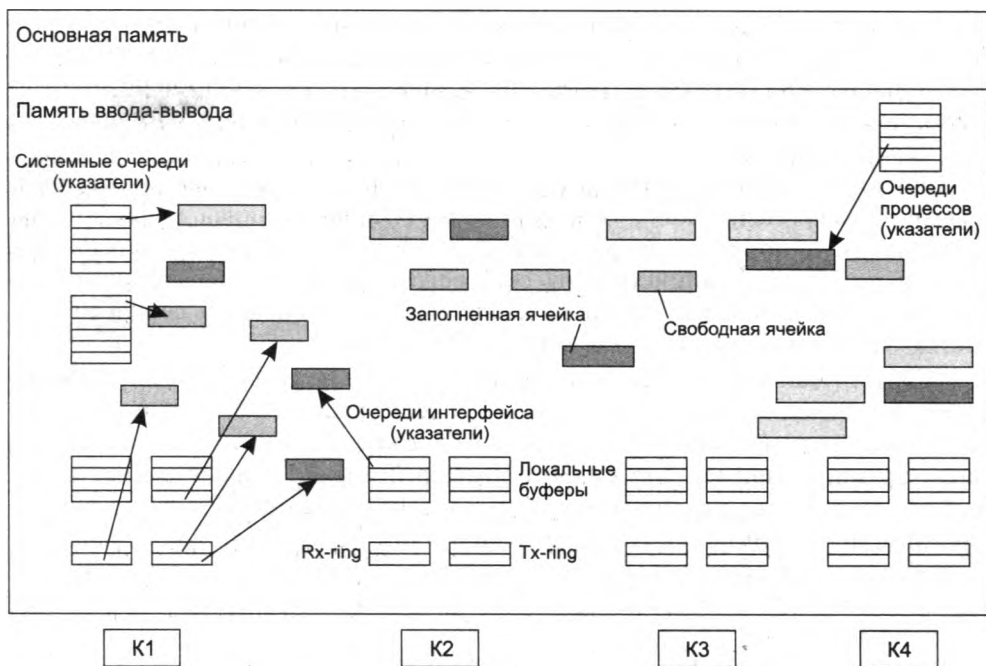 Основная память
Память ввода-вывода
Системные очереди
(указатели)
Очереди
процессов
(указатели)
Заполненная ячейка
Свободная ячейка
Очереди интерфейса
(указатели)
Локальные
буферы
Rx-ring
Tx-ring
К1
К2
К3
К4